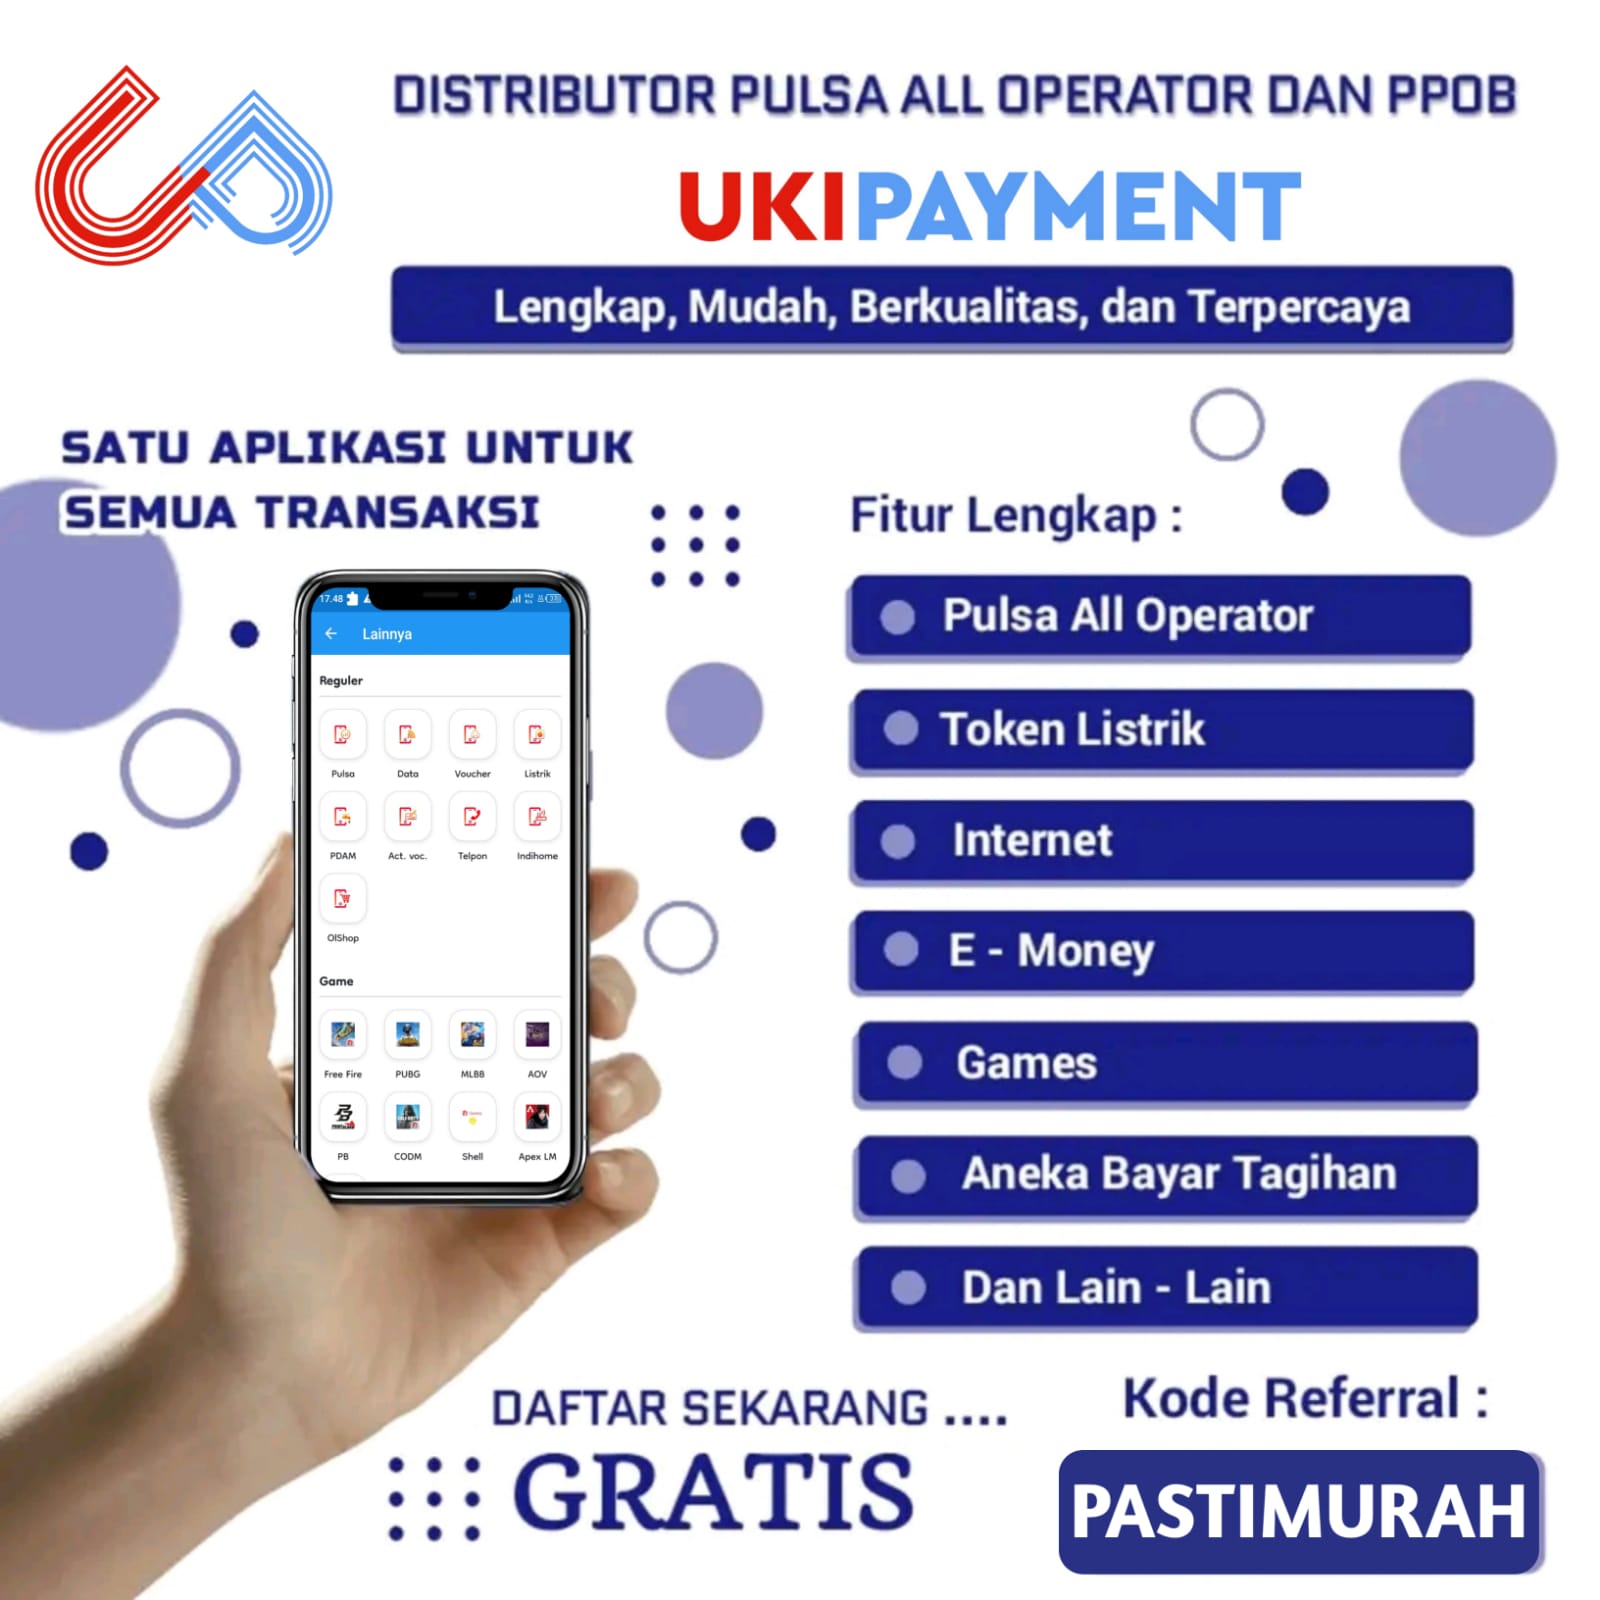 DISTRIBUTOR PULSA ALL OPERATOR DAN PPOB
UKIPAYMENT
Lengkap, Mudah, Berkualitas, dan Terpercaya
SATU APLIKASI UNTUK
SEMUA TRANSAKSI
17.48
Lainnya
Reguler
Pulsa Data Voucher Listrik
PDAM Act. voc. Telpon Indihome
OlShop
Game
Free Fire PUBG MLBB AOV
PB CODM Shell Apex LM
Fitur Lengkap :
Pulsa All Operator
Token Listrik
Internet
E - Money
Games
Aneka Bayar Tagihan
Dan Lain - Lain
DAFTAR SEKARANG ....
GRATIS
Kode Referral :
PASTIMURAH